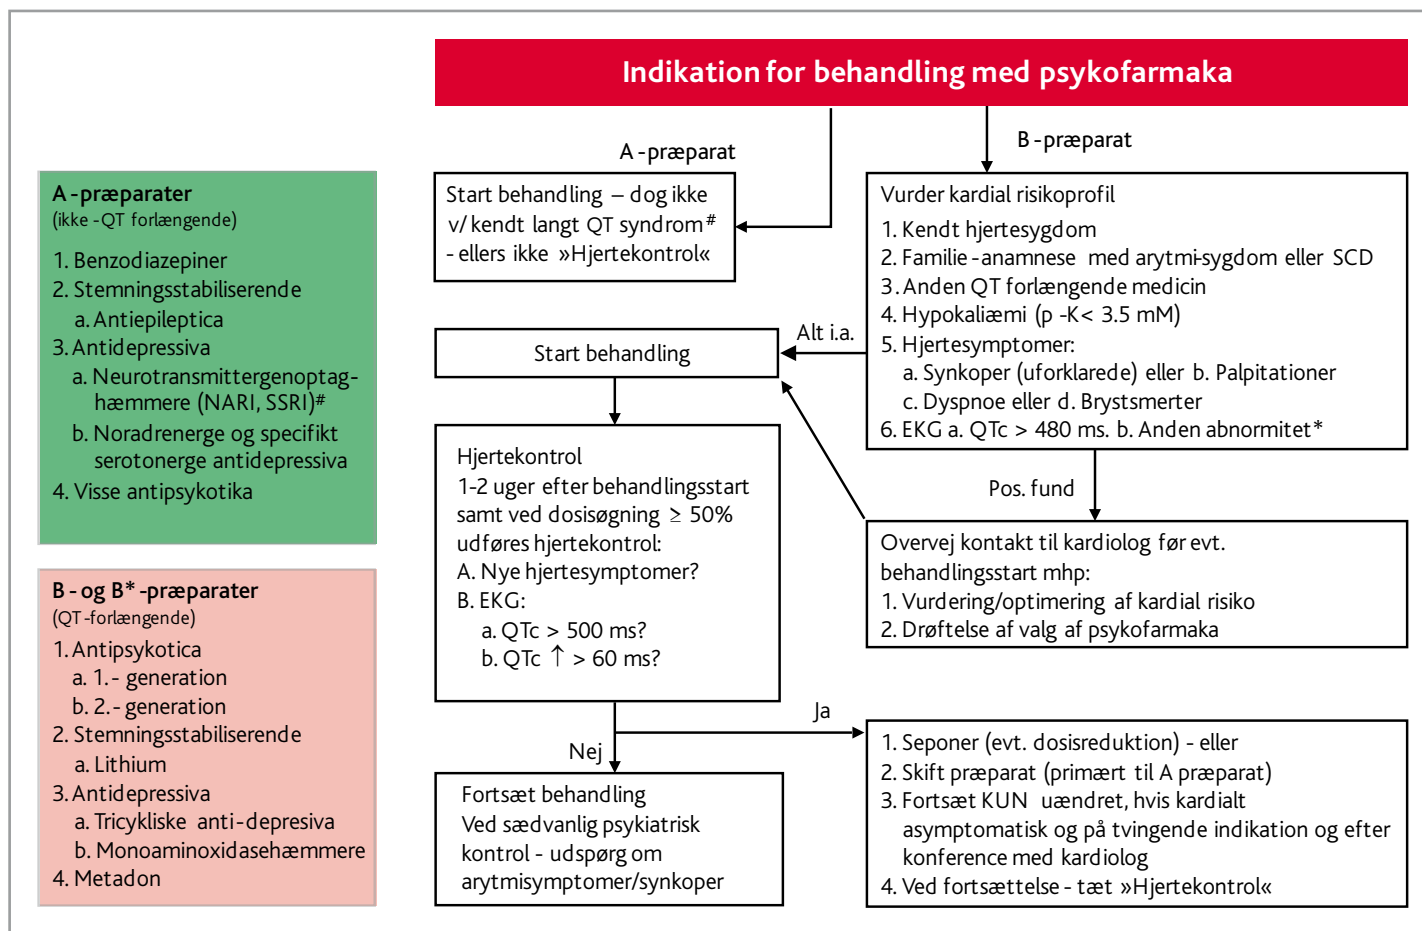 Indikation for behandling med psykofarmaka
A-præparat
B-præparat
A-præparater
(ikke-QT forlængende)
1. Benzodiazepiner
2. Stemningsstabiliserende
a. Antiepileptica
3. Antidepressiva
a. Neurotransmittergenoptag-
hæmmere (NARI, SSRI)#
b. Noradrenerge og specifikt
serotonerge antidepressiva
4. Visse antipsykotika
B- og B*-præparater
(QT-forlængende)
1. Antipsykotica
a. 1.- generation
b. 2.- generation
2. Stemningsstabiliserende
a. Lithium
3. Antidepressiva
a. Tricykliske anti-depresiva
b. Monoaminoxidasehæmmere
4. Metadon
Start behandling – dog ikke
v/kendt langt QT syndrom#
- ellers ikke »Hjertekontrol«
Vurder kardial risikoprofil
1. Kendt hjertesygdom
2. Familie-anamnese med arytmi-sygdom eller SCD
3. Anden QT forlængende medicin
4. Hypokaliæmi (p-K< 3.5 mM)
5. Hjertesymptomer:
a. Synkoper (uforklarede) eller b. Palpitationer
c. Dyspnoe eller d. Brystsmerter
6. EKG a. QTc > 480 ms. b. Anden abnormitet*
Alt i.a.
Start behandling
Pos. fund
Overvej kontakt til kardiolog før evt.
behandlingsstart mhp:
1. Vurdering/optimering af kardial risiko
2. Drøftelse af valg af psykofarmaka
Hjertekontrol
1-2 uger efter behandlingsstart
samt ved dosisøgning ≥ 50%
udføres hjertekontrol:
A. Nye hjertesymptomer?
B. EKG:
a. QTc > 500 ms?
b. QTc ↑ > 60 ms?
Ja
Nej
Fortsæt behandling
Ved sædvanlig psykiatrisk
kontrol - udspørg om
arytmisymptomer/synkoper
1. Seponer (evt. dosisreduktion) - eller
2. Skift præparat (primært til A præparat)
3. Fortsæt KUN uændret, hvis kardialt
asymptomatisk og på tvingende indikation og efter
konference med kardiolog
4. Ved fortsættelse - tæt »Hjertekontrol«